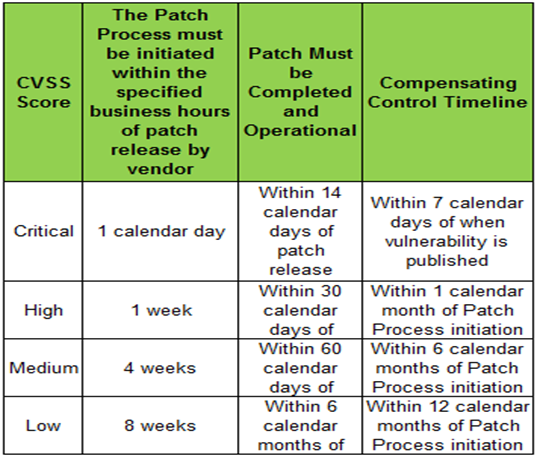 CVSS
Score
The Patch
Process must
be initiated
within the
specified
business hours
of patch
release by
vendor
Patch Must
be
Completed
and
Operational
Compensating
Control Timeline
Critical
1 calendar day
Within 14
calendar
days of
patch
release
Within 7 calendar
days of when
vulnerability is
published
High
1 week
Within 30
calendar
days of
Within 1 calendar
month of Patch
Process initiation
Medium
4 weeks
Within 60
calendar
days of
Within 6 calendar
months of Patch
Process initiation
Low
8 weeks
Within 6
calendar
months of
Within 12 calendar
months of Patch
Process initiation